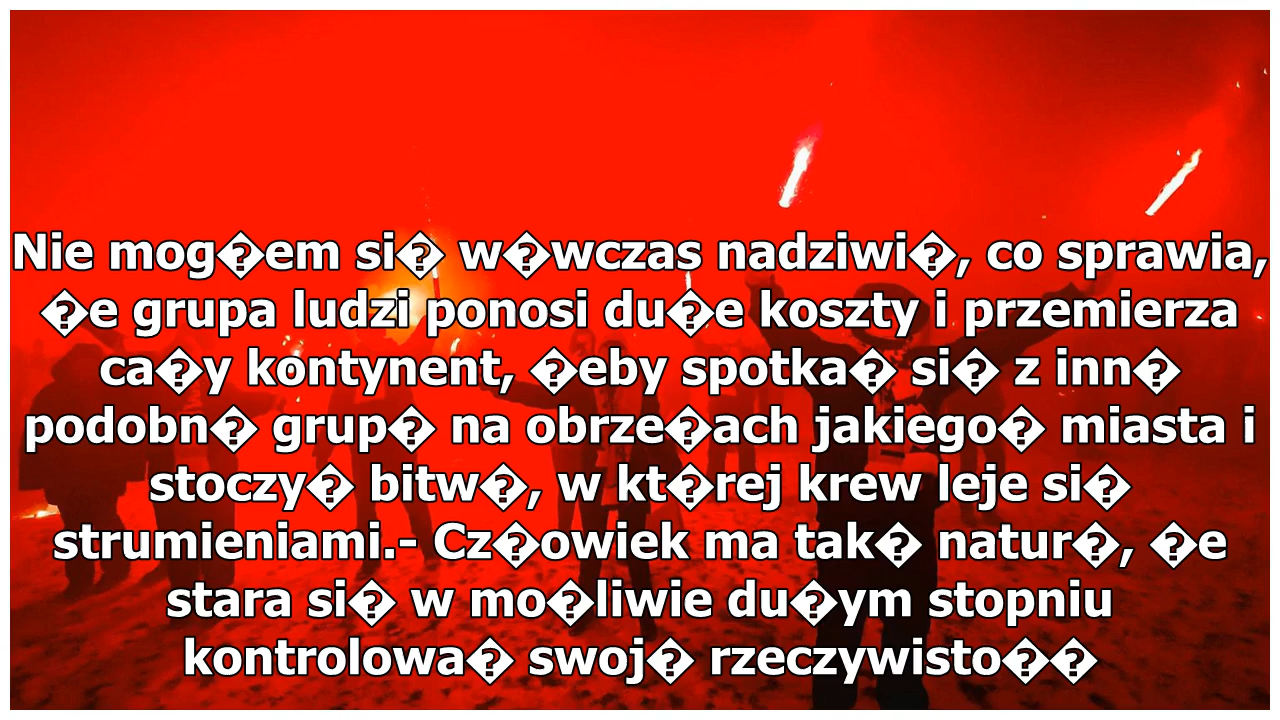 Nie mog�em si� w�wczas nadziwi�, co sprawia,
�e grupa ludzi ponosi du�e koszty i przemierza
ca�y kontynent, �eby spotka� si� z inn�
podobn� grup� na obrze�ach jakiego� miasta i
stoczy� bitw�, w kt�rej krew leje si�
strumieniami.- Cz�owiek ma tak� natur�, �e
stara si� w mo�liwie du�ym stopniu
kontrolowa� swoj� rzeczywisto��